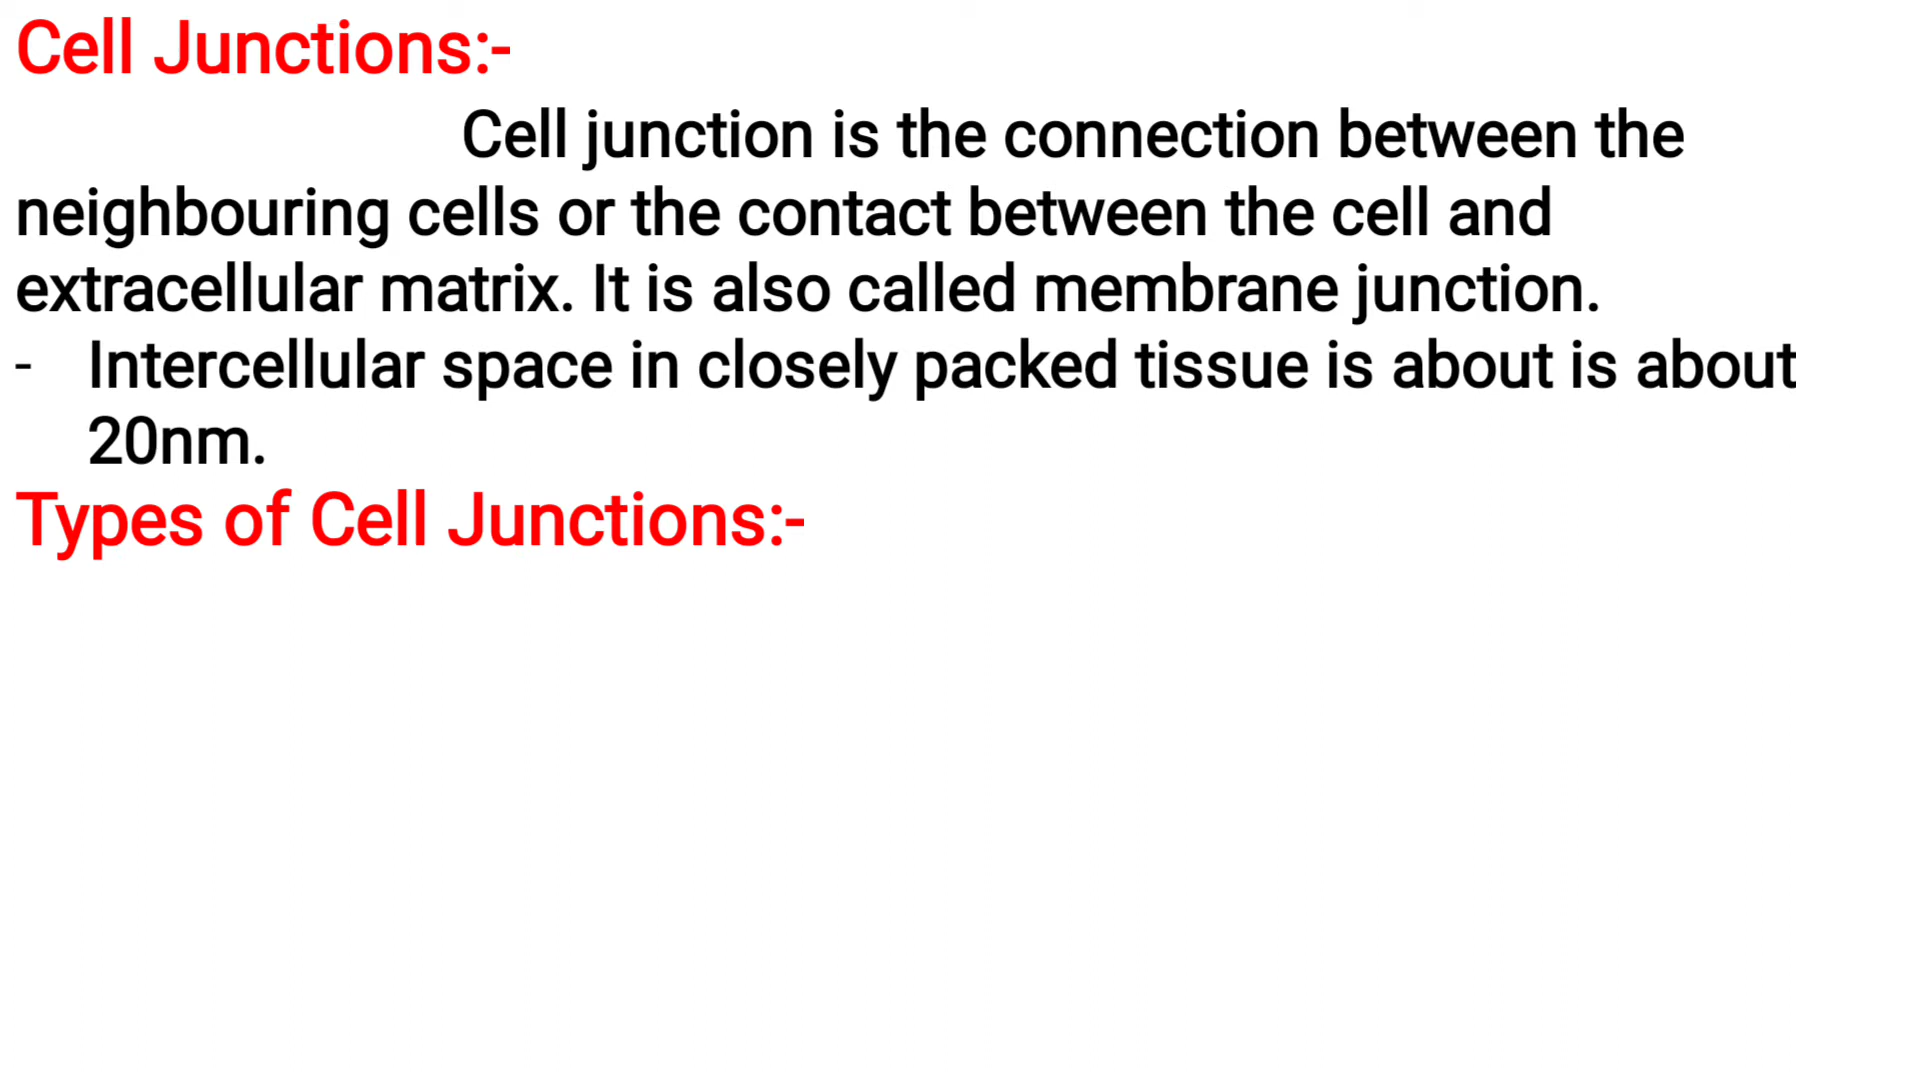 Cell Junctions:-
Cell junction is the connection between the
neighbouring cells or the contact between the cell and
extracellular matrix. It is also called membrane junction.
- Intercellular space in closely packed tissue is about is about
20nm.
Types of Cell Junctions:-